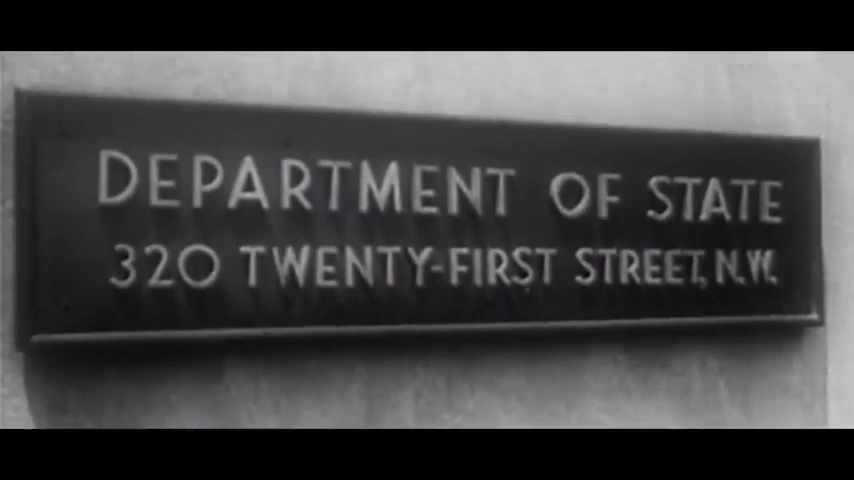 DEPARTMENT OF STATE
320 TWENTY-FIRST STREET, N.W.